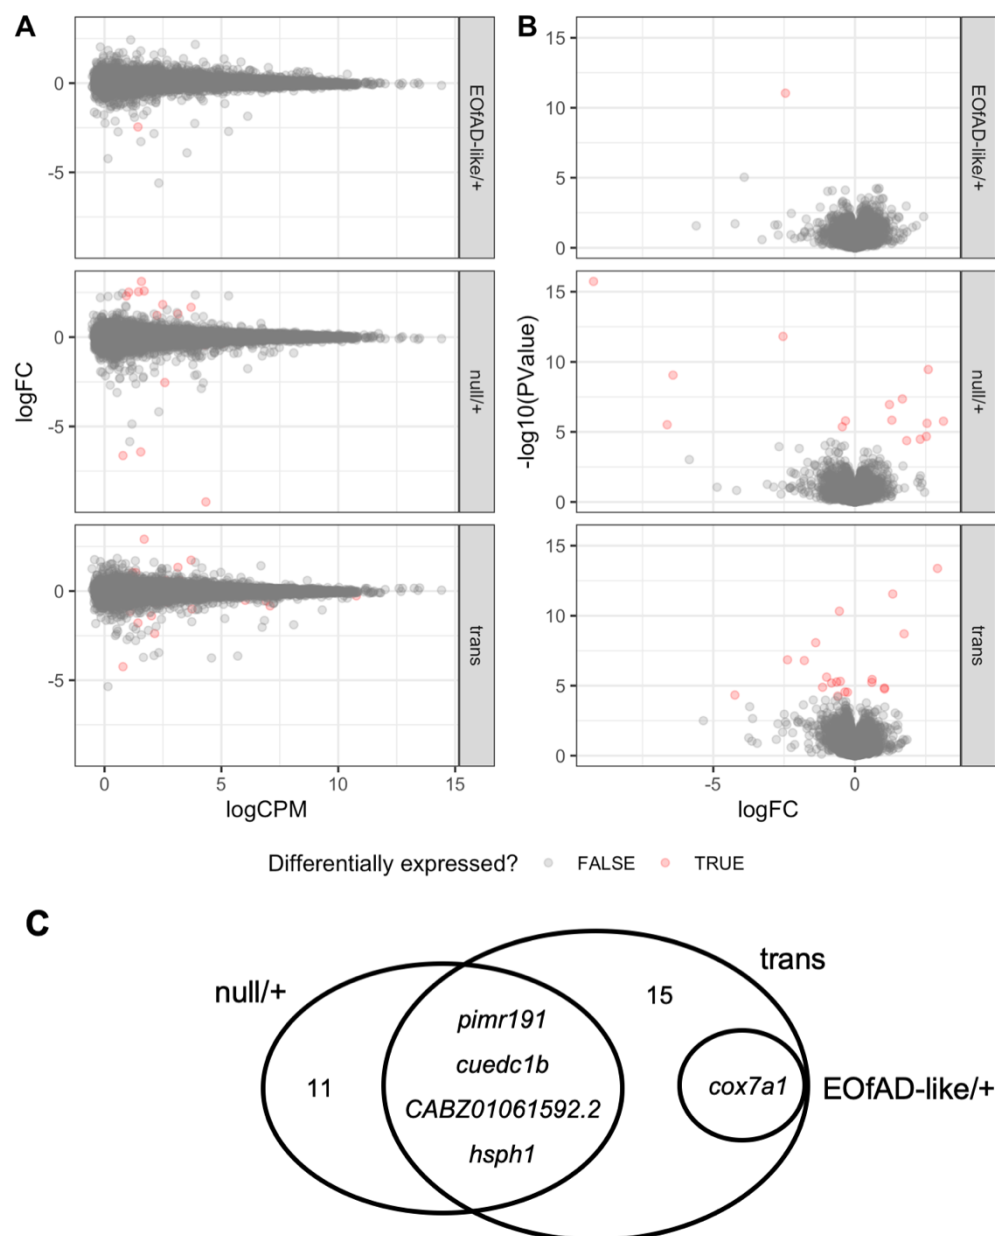 A
B
0
-5
EOfAD-like/+
0
-5
null/+
0
-5
trans
logFC
0
5
10
15
logCPM
15
10
5
0
EOfAD-like/+
15
10
5
0
null/+
15
10
5
0
trans
-log10(PValue)
-5
0
logFC
Differentially expressed? FALSE TRUE
C
null/+
trans
15
pimr191
cuedc1b
11
cox7a1
EOfAD-like/+
CABZ01061592.2
hsph1